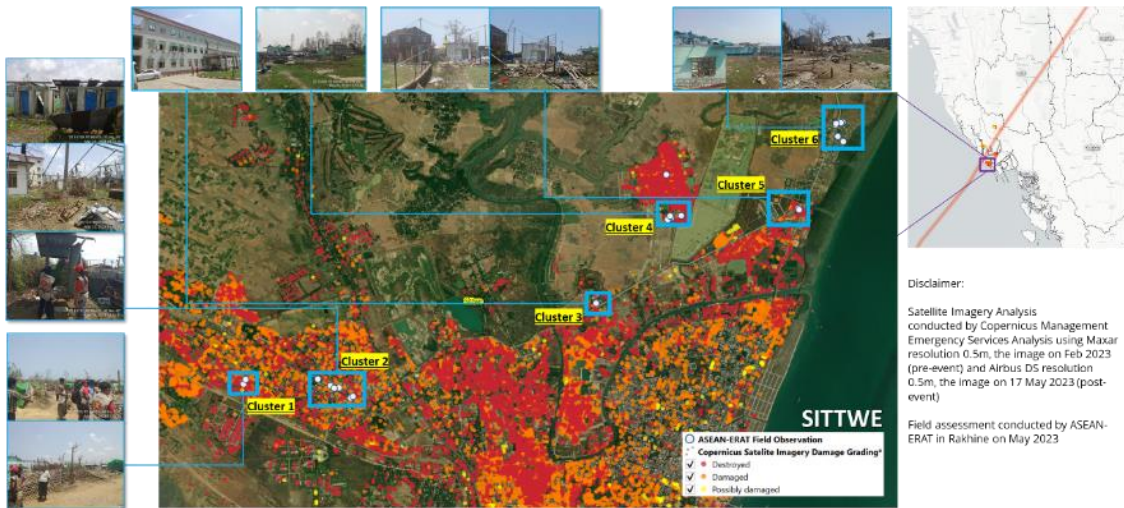 Cluster 6
Cluster 5
Cluster 4
Cluster 3
Cluster 2
Cluster 1
SITTWE
ASEAN-ERAT Field Observation
Copernicus Satelite Imagery Damage Grading*
Destroyed
Damaged
Possibly damaged
Disclaimer:
Satellite Imagery Analysis
conducted by Copernicus Management
Emergency Services Analysis using Maxar
resolution 0.5m, the image on Feb 2023
(pre-event) and Airbus DS resolution
0.5m, the image on 17 May 2023 (post-
event)
Field assessment conducted by ASEAN-
ERAT in Rakhine on May 2023